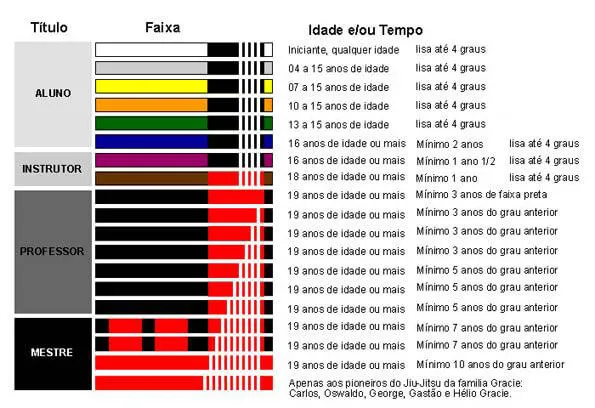 Título Faixa Idade e/ou Tempo
Iniciante, qualquer idade lisa até 4 graus
04 a 15 anos de idade lisa até 4 graus
07 a 15 anos de idade lisa até 4 graus
ALUNO
10 a 15 anos de idade lisa até 4 graus
13 a 15 anos de idade lisa até 4 graus
16 anos de idade ou mais Mínimo 2 anos lisa até 4 graus
INSTRUTOR
16 anos de idade ou mais Mínimo 1 ano 1/2 lisa até 4 graus
18 anos de idade ou mais Mínimo 1 ano lisa até 4 graus
19 anos de idade ou mais Mínimo 3 anos de faixa preta
19 anos de idade ou mais Mínimo 3 anos do grau anterior
19 anos de idade ou mais Mínimo 3 anos do grau anterior
PROFESSOR
19 anos de idade ou mais Mínimo 3 anos do grau anterior
19 anos de idade ou mais Mínimo 5 anos do grau anterior
19 anos de idade ou mais Mínimo 5 anos do grau anterior
19 anos de idade ou mais Mínimo 5 anos do grau anterior
19 anos de idade ou mais Mínimo 7 anos do grau anterior
19 anos de idade ou mais Mínimo 7 anos do grau anterior
MESTRE
19 anos de idade ou mais Mínimo 10 anos do grau anterior
Apenas aos pioneiros do Jiu-Jitsu da familia Gracie:
Carlos, Oswaldo, George, Gastão e Hélio Gracie.